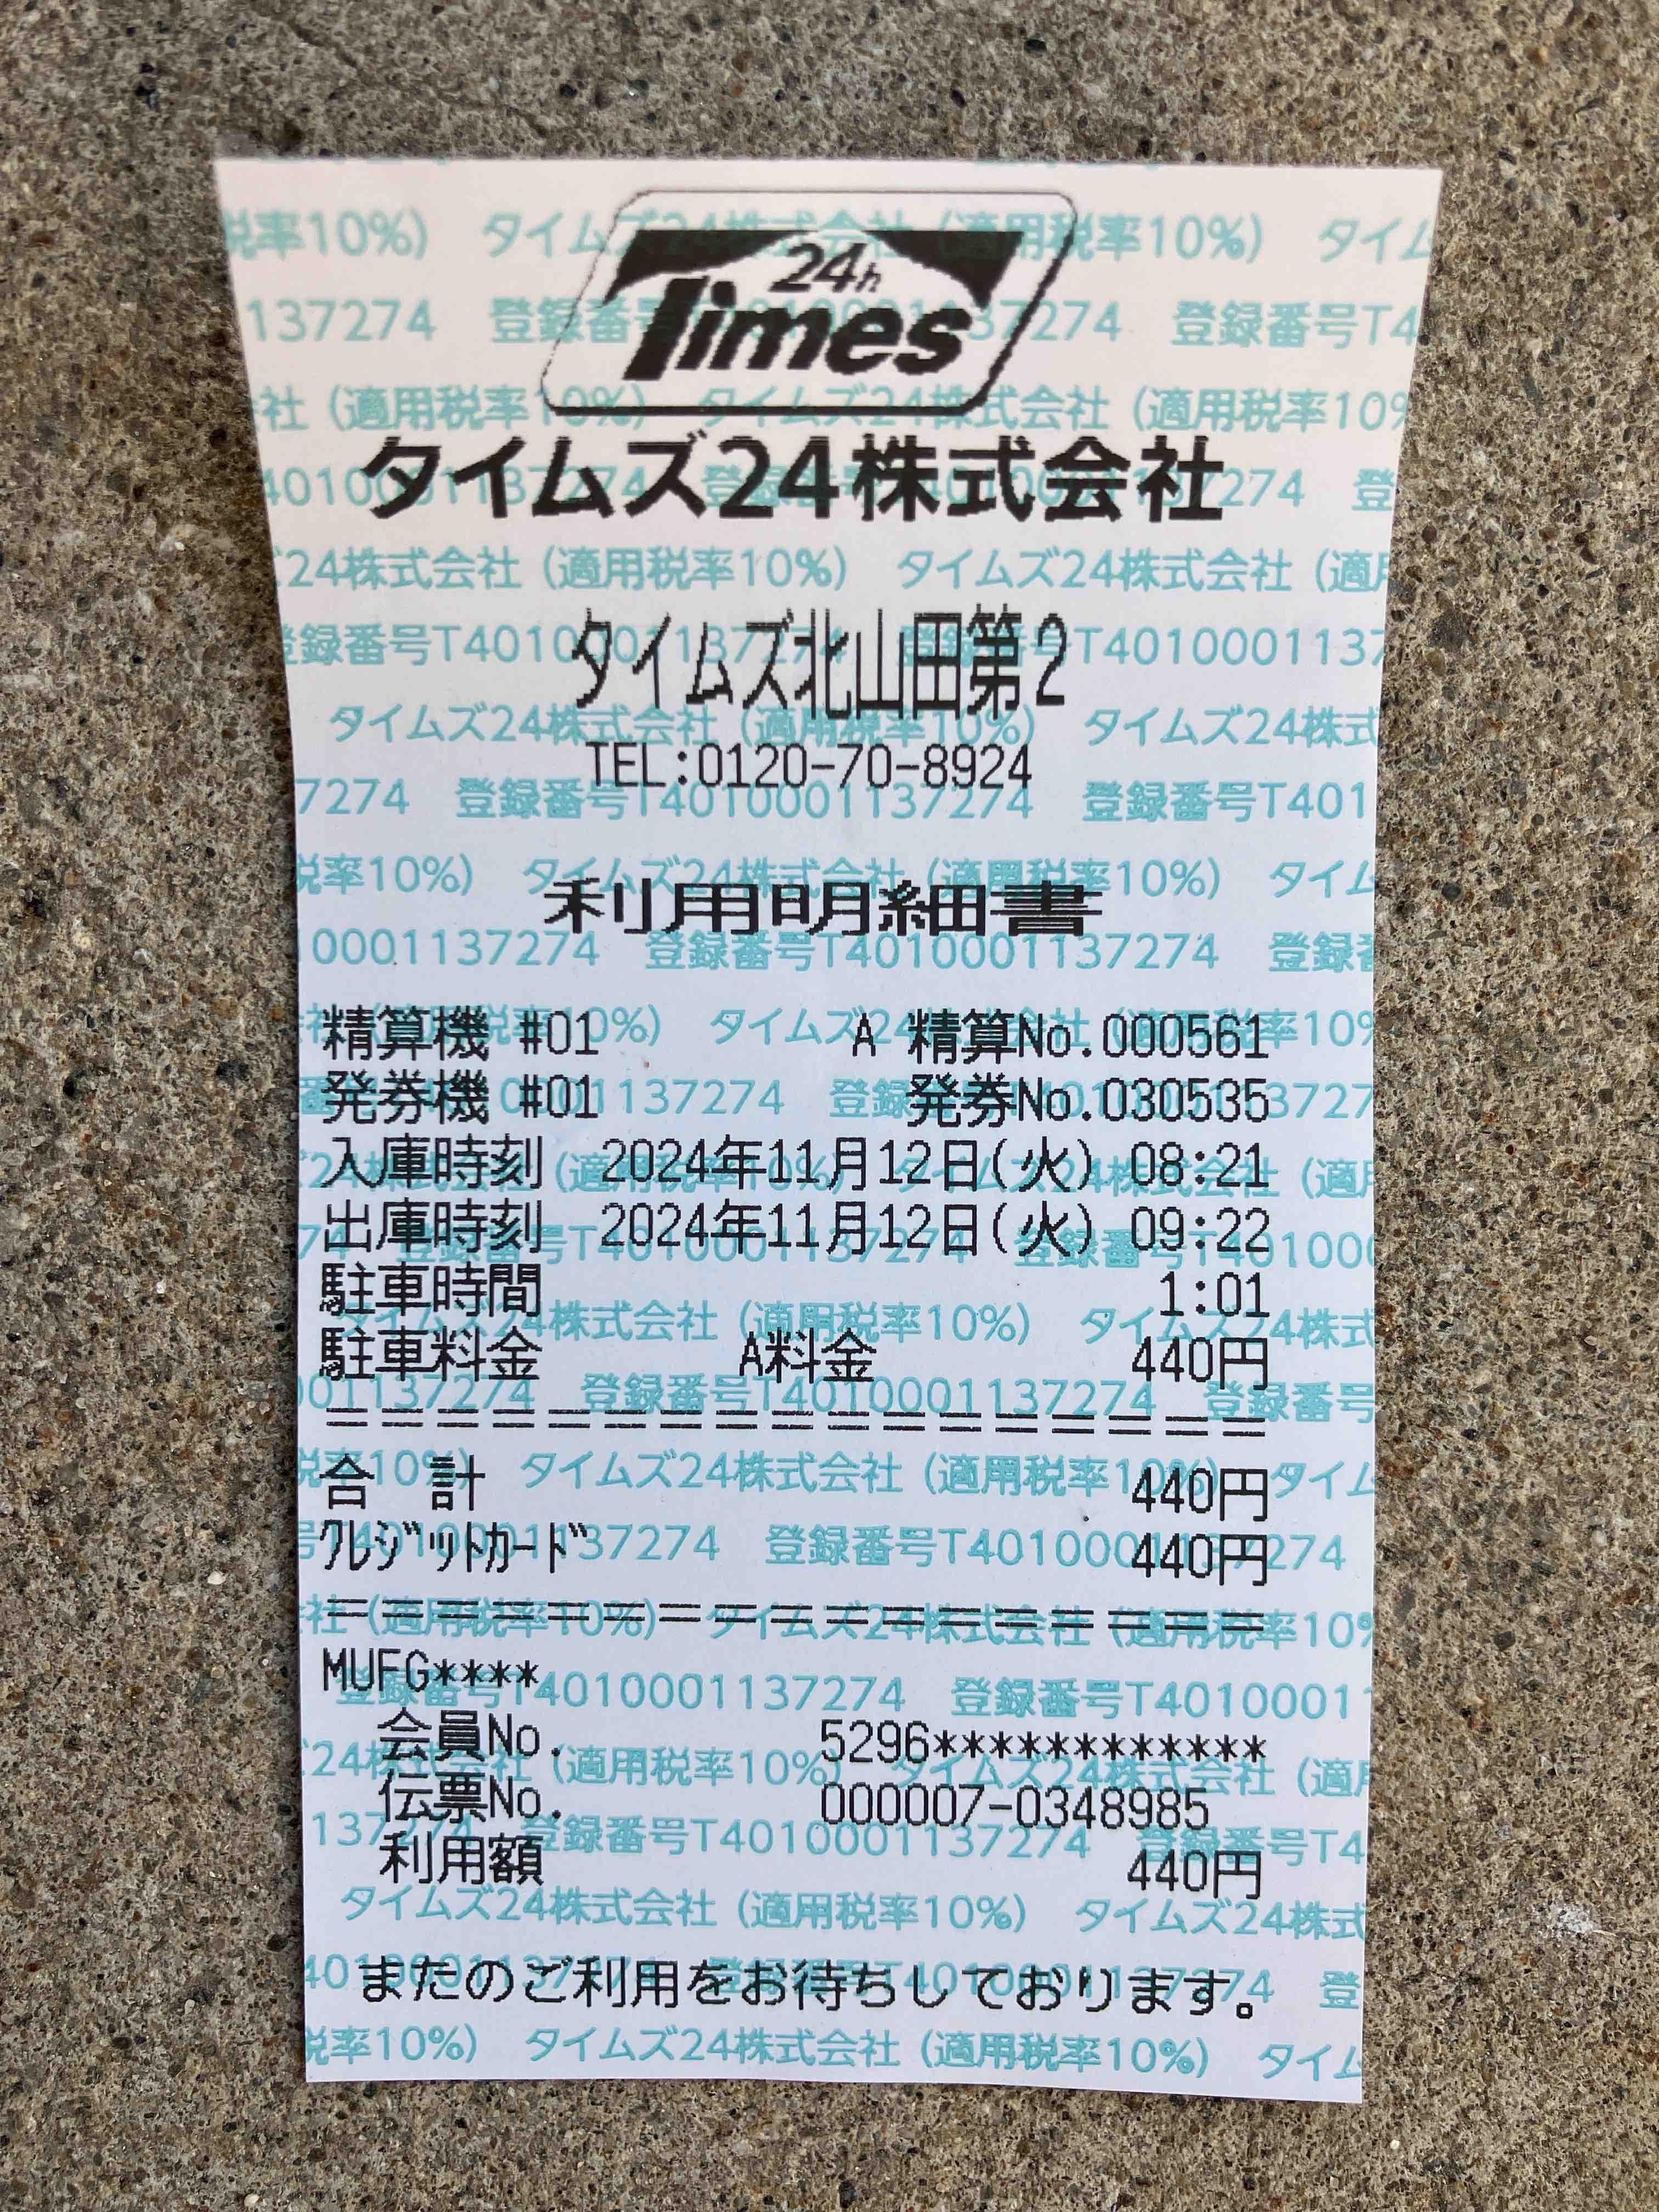 24h
Times
タイムズ24株式会社
タイムズ北山田第2
TEL:0120-70-8924
利用明細書
精算機 #01 A 精算No.000561
発券機 #01 発券No.030535
入庫時刻 2024年11月12日(火) 08:21
出庫時刻 2024年11月12日(火) 09:22
駐車時間 1:01
駐車料金 A料金 440円
合 計 440円
ｸﾚｼﾞｯﾄｶｰﾄﾞ 440円
MUFG****
会員No. 5296************
伝票No. 000007-0348985
利用額 440円
またのご利用をお待ちしております。
タイムズ24株式会社 (適用税率10%)
登録番号T4010001137274